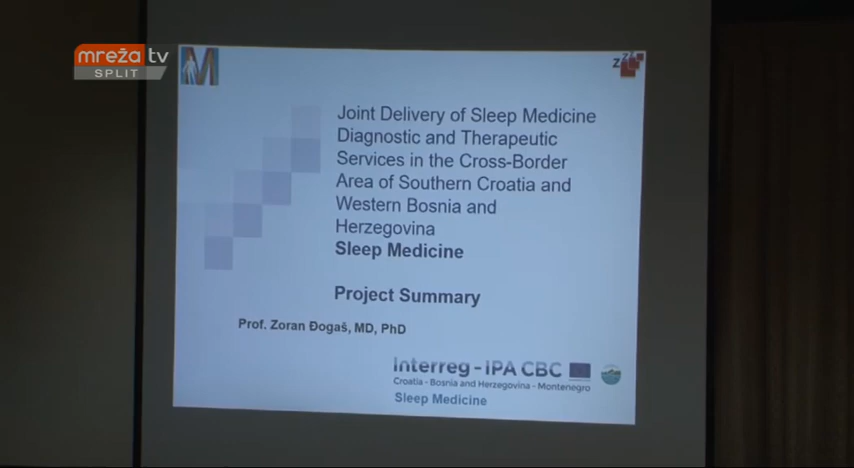 mreža tv
SPLIT
M
zzz
Joint Delivery of Sleep Medicine
Diagnostic and Therapeutic
Services in the Cross-Border
Area of Southern Croatia and
Western Bosnia and
Herzegovina
Sleep Medicine
Project Summary
Prof. Zoran Đogaš, MD, PhD
Interreg - IPA CBC
Croatia - Bosnia and Herzegovina - Montenegro
Sleep Medicine